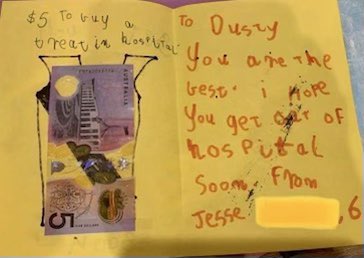 $5 To buy a
treat in hospital
AUSTRALIA
5
To Dusty
You are the
best. i hope
You get out of
hospital
soon. From
Jesse ,6